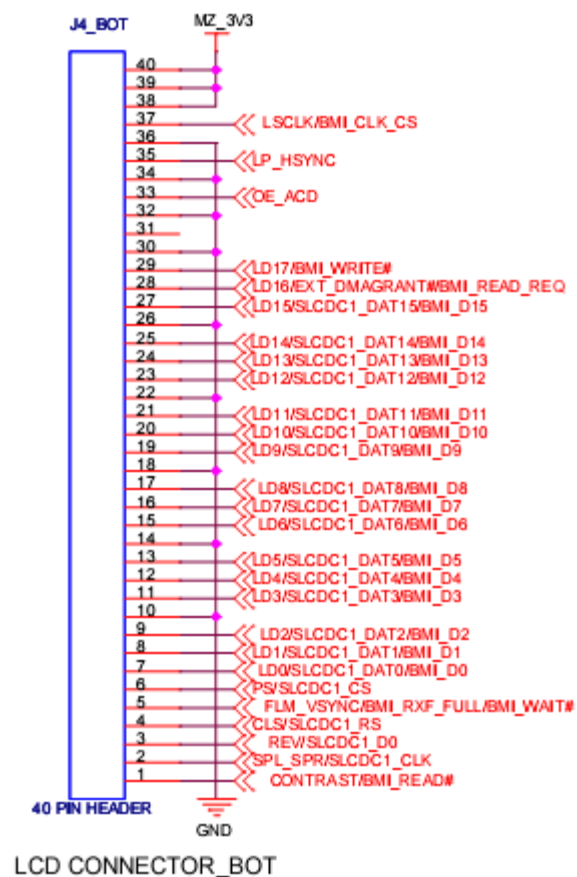 J4_BOT MZ_3V3
40
39
38
37 LSCLK/BMI_CLK_CS
36
35 LP_HSYNC
34
33 OE_ACD
32
31
30
29 LD17/BMI_WRITE#
28 LD16/EXT_DMAGRANT#/BMI_READ_REQ
27 LD15/SLCDC1_DAT15/BMI_D15
26
25 LD14/SLCDC1_DAT14/BMI_D14
24 LD13/SLCDC1_DAT13/BMI_D13
23 LD12/SLCDC1_DAT12/BMI_D12
22
21 LD11/SLCDC1_DAT11/BMI_D11
20 LD10/SLCDC1_DAT10/BMI_D10
19 LD9/SLCDC1_DAT9/BMI_D9
18
17 LD8/SLCDC1_DAT8/BMI_D8
16 LD7/SLCDC1_DAT7/BMI_D7
15 LD6/SLCDC1_DAT6/BMI_D6
14
13 LD5/SLCDC1_DAT5/BMI_D5
12 LD4/SLCDC1_DAT4/BMI_D4
11 LD3/SLCDC1_DAT3/BMI_D3
10
9 LD2/SLCDC1_DAT2/BMI_D2
8 LD1/SLCDC1_DAT1/BMI_D1
7 LD0/SLCDC1_DAT0/BMI_D0
6 PS/SLCDC1_CS
5 FLM_VSYNC/BMI_RXF_FULL/BMI_WAIT#
4 CLS/SLCDC1_RS
3 REV/SLCDC1_D0
2 SPL_SPR/SLCDC1_CLK
1 CONTRAST/BMI_READ#
40 PIN HEADER
GND
LCD CONNECTOR_BOT